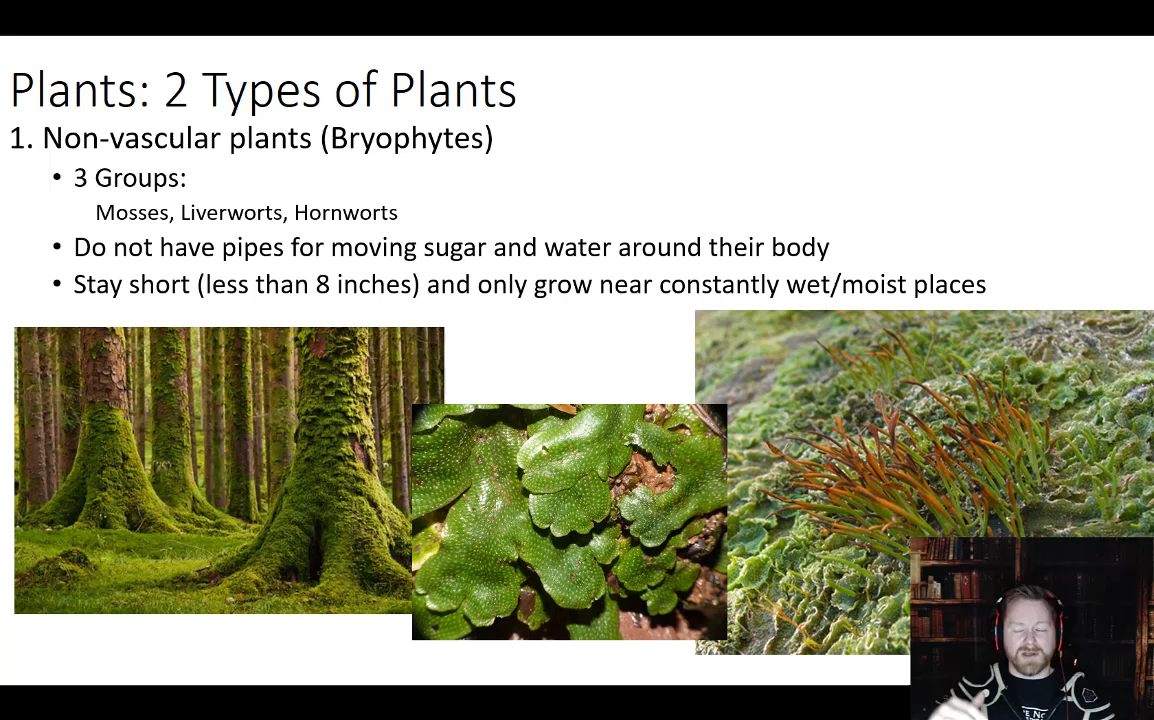 Plants: 2 Types of Plants
1. Non-vascular plants (Bryophytes)
• 3 Groups:
Mosses, Liverworts, Hornworts
• Do not have pipes for moving sugar and water around their body
• Stay short (less than 8 inches) and only grow near constantly wet/moist places